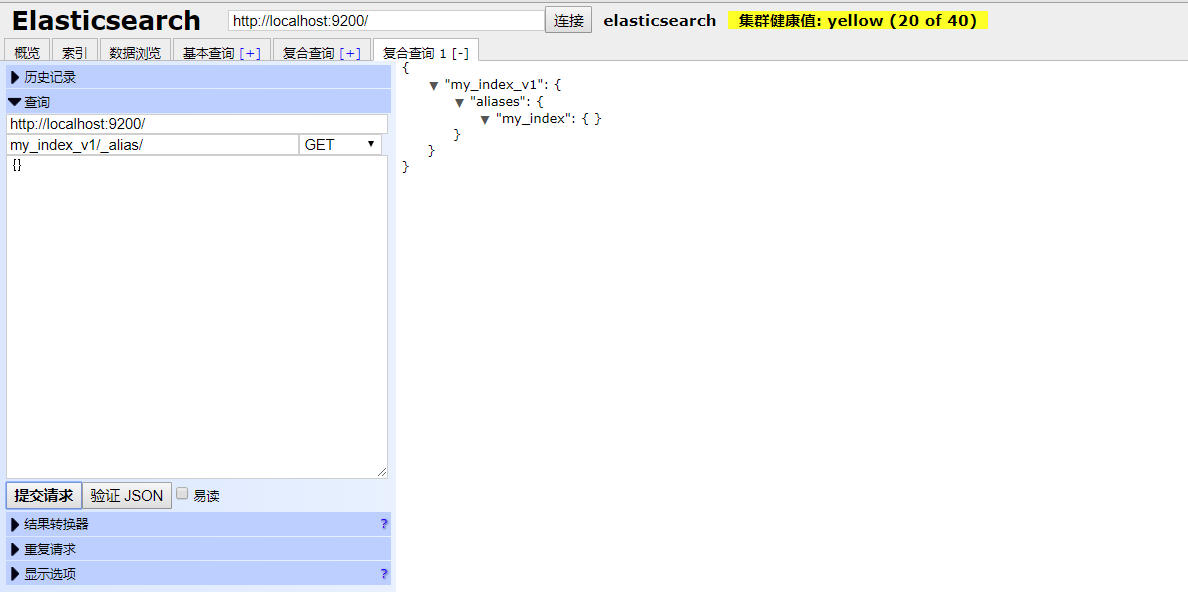 Elasticsearch http://localhost:9200/ 连接 elasticsearch 集群健康值: yellow (20 of 40)
概览 索引 数据浏览 基本查询 [+] 复合查询 [+] 复合查询 1 [-]
历史记录
查询
http://localhost:9200/
my_index_v1/_alias/ GET
{}
提交请求 验证 JSON 易读
结果转换器 ?
重复请求
显示选项 ?
{
▼ "my_index_v1": {
▼ "aliases": {
▼ "my_index": { }
}
}
}